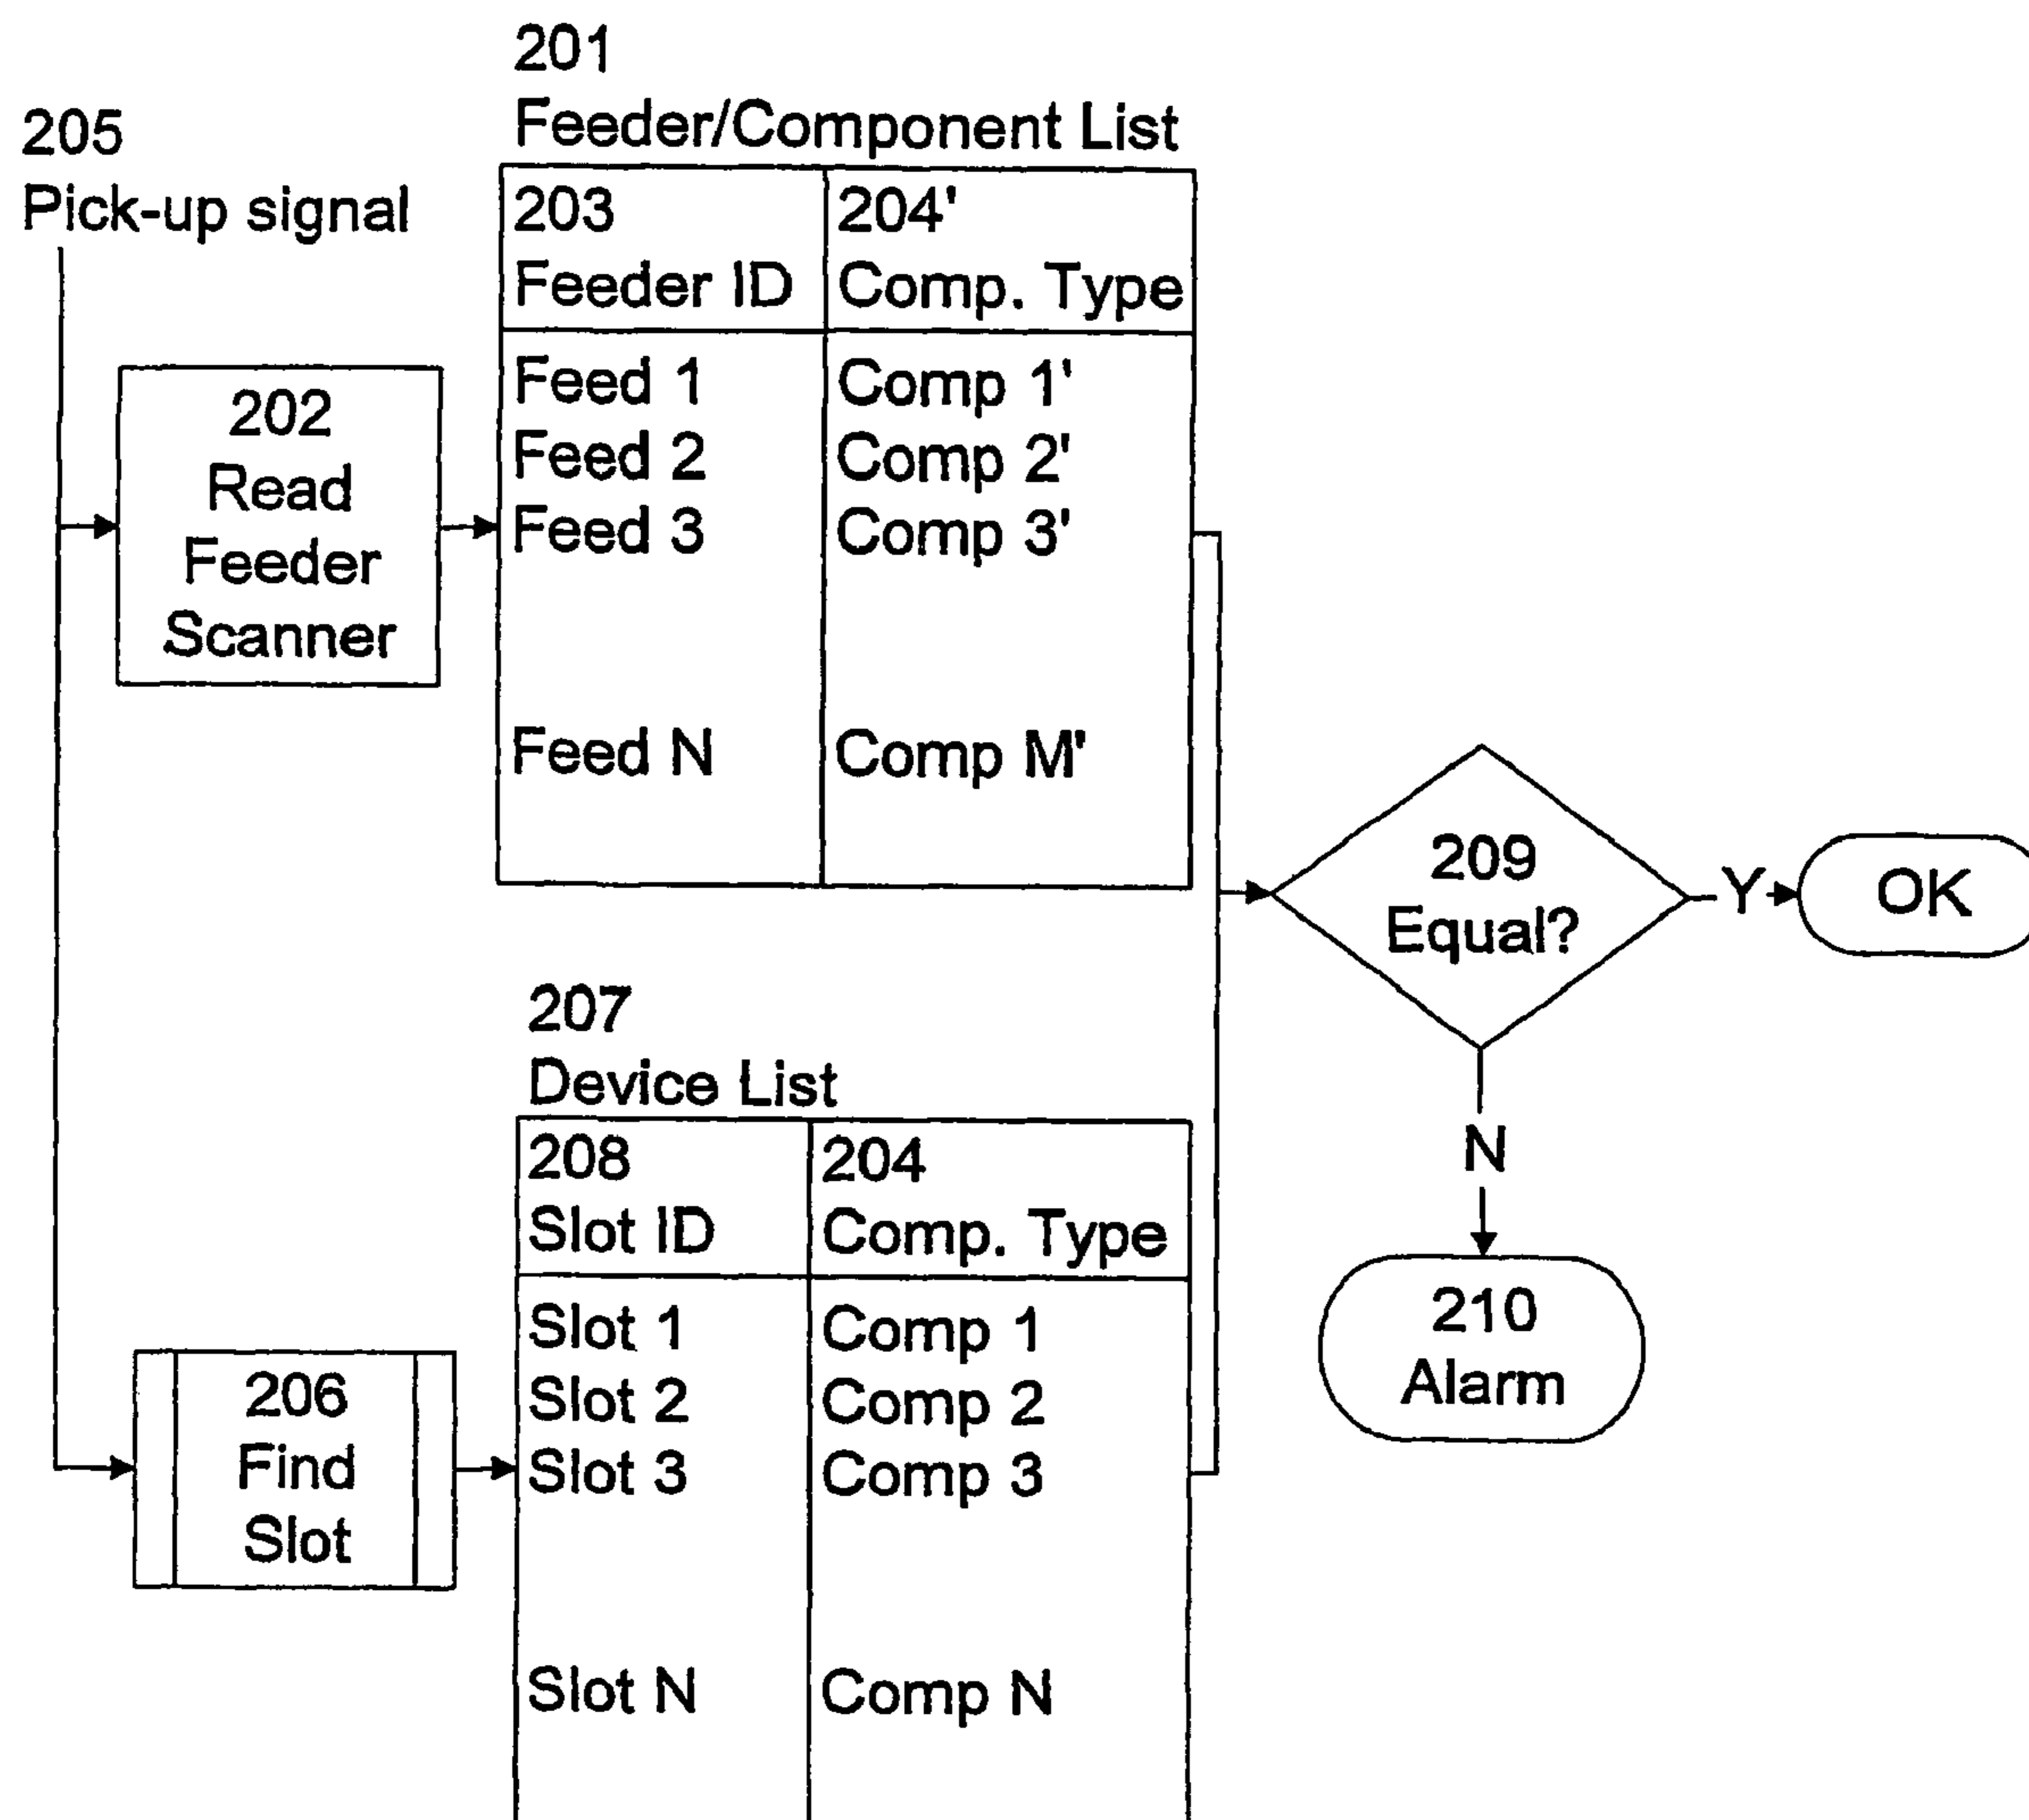 205
Pick-up signal
201
Feeder/Component List
203
Feeder ID
204'
Comp. Type
Feed 1
Comp 1'
Feed 2
Comp 2'
Feed 3
Comp 3'
Feed N
Comp M'
202
Read
Feeder
Scanner
209
Equal?
Y
OK
N
210
Alarm
207
Device List
208
Slot ID
204
Comp. Type
Slot 1
Comp 1
Slot 2
Comp 2
Slot 3
Comp 3
Slot N
Comp N
206
Find
Slot